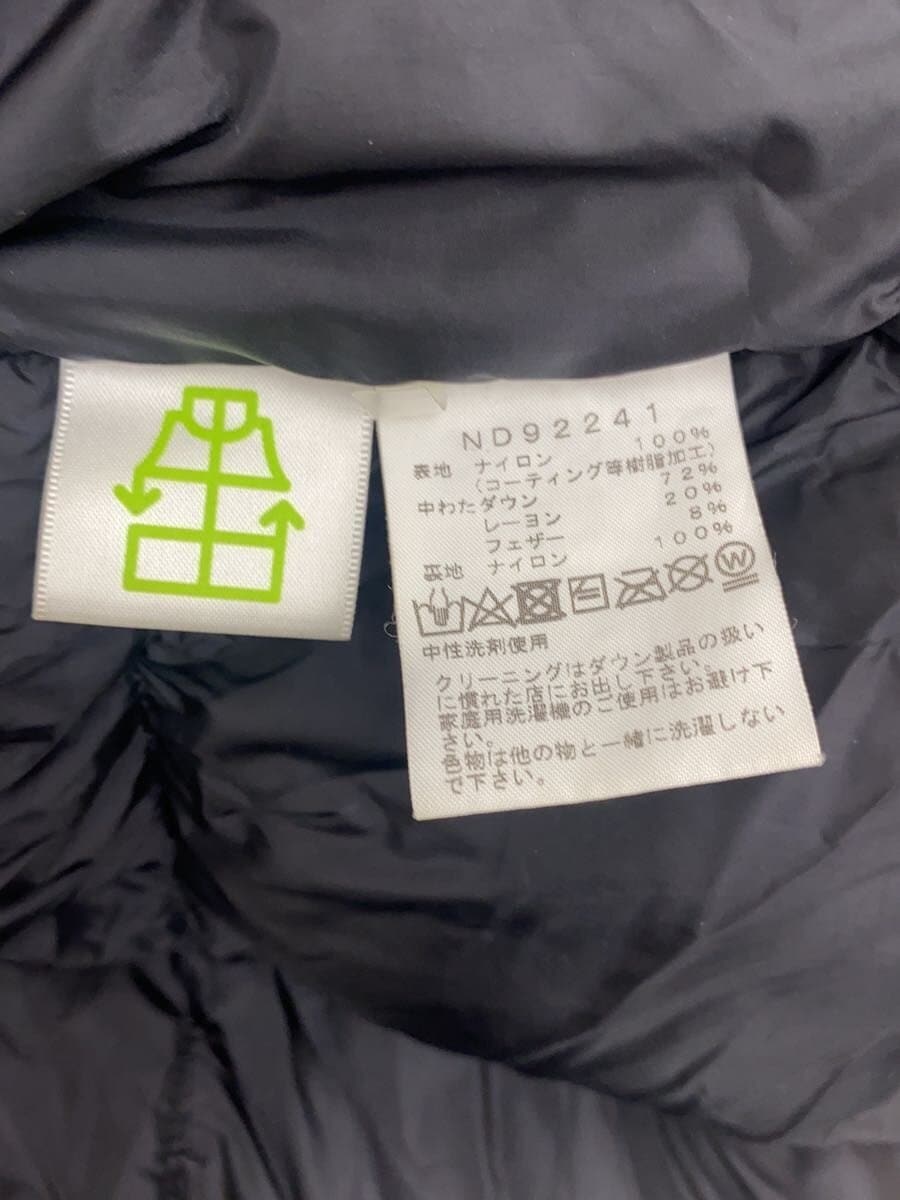 ND92241
表地 ナイロン 100%
(コーティング等樹脂加工)
中わた ダウン 72%
レーヨン 20%
フェザー 8%
裏地 ナイロン 100%
W
中性洗剤使用
クリーニングはダウン製品の扱い
に慣れた店にお出し下さい。
家庭用洗濯機のご使用はお避け下
さい。
色物は他の物と一緒に洗濯しない
で下さい。